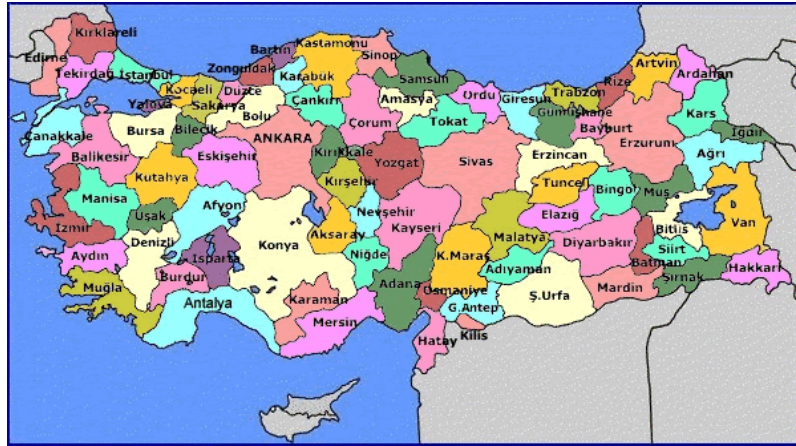 Kırklareli
Edirne
Tekirdağ
İstanbul
Kocaeli
Yalova
Sakarya
Düzce
Zonguldak
Bartın
Karabük
Kastamonu
Sinop
Samsun
Ordu
Giresun
Trabzon
Rize
Artvin
Ardahan
Kars
Iğdır
Ağrı
Erzurum
Bayburt
Gümüşhane
Tokat
Amasya
Çorum
Çankırı
Bolu
Bilecik
Bursa
Çanakkale
Balıkesir
Kutahya
Eskişehir
ANKARA
Kırıkkale
Kırşehir
Yozgat
Sivas
Erzincan
Tunceli
Bingöl
Muş
Bitlis
Van
Hakkari
Şırnak
Siirt
Batman
Mardin
Diyarbakır
Elazığ
Malatya
Adıyaman
Ş.Urfa
G.Antep
Kilis
Hatay
Osmaniye
K.Maraş
Adana
Kayseri
Nevşehir
Niğde
Aksaray
Konya
Karaman
Mersin
Antalya
Isparta
Burdur
Afyon
Uşak
Denizli
Manisa
İzmir
Aydın
Muğla